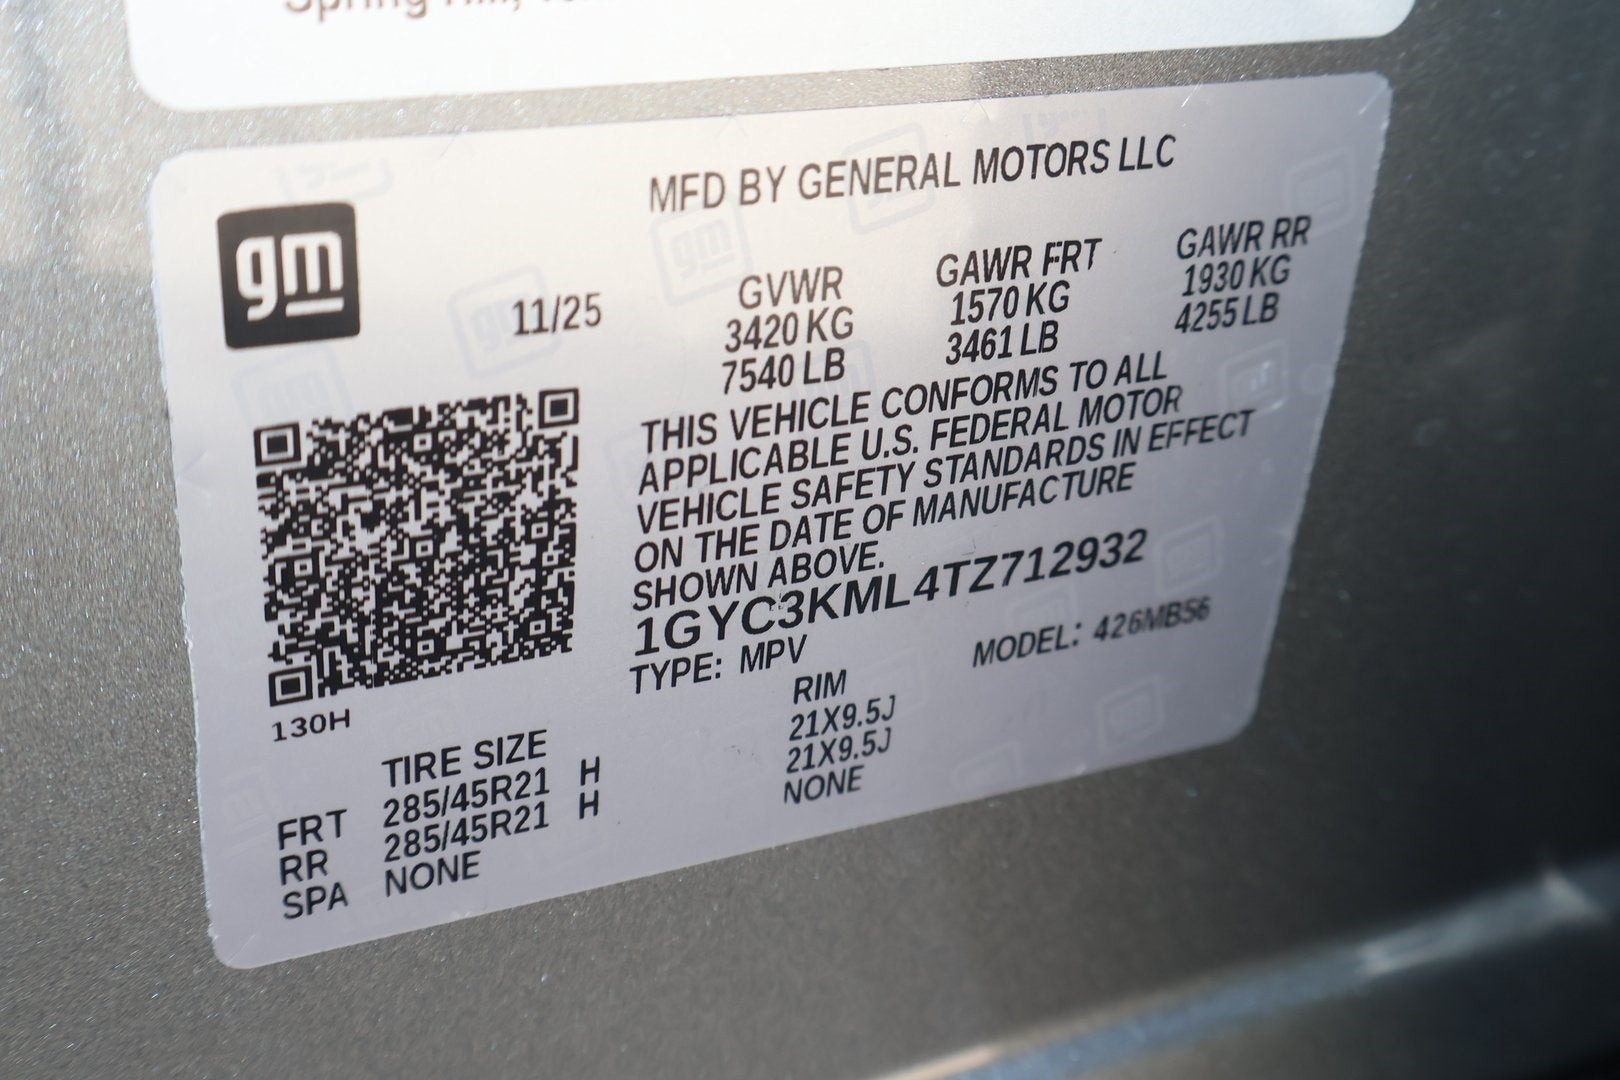 Spring Hill,
MFD BY GENERAL MOTORS LLC
gm
11/25
GVWR GAWR FRT GAWR RR
3420 KG 1570 KG 1930 KG
7540 LB 3461 LB 4255 LB
THIS VEHICLE CONFORMS TO ALL
APPLICABLE U.S. FEDERAL MOTOR
VEHICLE SAFETY STANDARDS IN EFFECT
ON THE DATE OF MANUFACTURE
SHOWN ABOVE.
1GYC3KML4TZ712932
TYPE: MPV MODEL: 426MB56
130H
TIRE SIZE RIM
FRT 285/45R21 H 21X9.5J
RR 285/45R21 H 21X9.5J
SPA NONE NONE